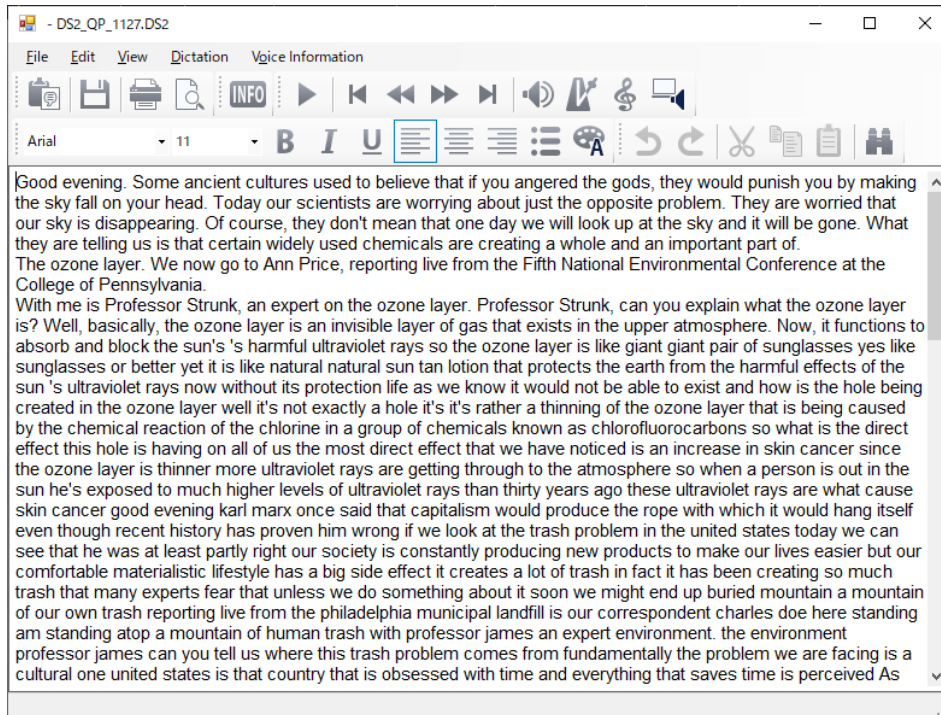 - DS2_QP_1127.DS2
File Edit View Dictation Voice Information
INFO
Arial 11 B I U A
Good evening. Some ancient cultures used to believe that if you angered the gods, they would punish you by making
the sky fall on your head. Today our scientists are worrying about just the opposite problem. They are worried that
our sky is disappearing. Of course, they don't mean that one day we will look up at the sky and it will be gone. What
they are telling us is that certain widely used chemicals are creating a whole and an important part of.
The ozone layer. We now go to Ann Price, reporting live from the Fifth National Environmental Conference at the
College of Pennsylvania.
With me is Professor Strunk, an expert on the ozone layer. Professor Strunk, can you explain what the ozone layer
is? Well, basically, the ozone layer is an invisible layer of gas that exists in the upper atmosphere. Now, it functions to
absorb and block the sun's 's harmful ultraviolet rays so the ozone layer is like giant giant pair of sunglasses yes like
sunglasses or better yet it is like natural natural sun tan lotion that protects the earth from the harmful effects of the
sun 's ultraviolet rays now without its protection life as we know it would not be able to exist and how is the hole being
created in the ozone layer well it's not exactly a hole it's it's rather a thinning of the ozone layer that is being caused
by the chemical reaction of the chlorine in a group of chemicals known as chlorofluorocarbons so what is the direct
effect this hole is having on all of us the most direct effect that we have noticed is an increase in skin cancer since
the ozone layer is thinner more ultraviolet rays are getting through to the atmosphere so when a person is out in the
sun he's exposed to much higher levels of ultraviolet rays than thirty years ago these ultraviolet rays are what cause
skin cancer good evening karl marx once said that capitalism would produce the rope with which it would hang itself
even though recent history has proven him wrong if we look at the trash problem in the united states today we can
see that he was at least partly right our society is constantly producing new products to make our lives easier but our
comfortable materialistic lifestyle has a big side effect it creates a lot of trash in fact it has been creating so much
trash that many experts fear that unless we do something about it soon we might end up buried mountain a mountain
of our own trash reporting live from the philadelphia municipal landfill is our correspondent charles doe here standing
am standing atop a mountain of human trash with professor james an expert environment. the environment
professor james can you tell us where this trash problem comes from fundamentally the problem we are facing is a
cultural one united states is that country that is obsessed with time and everything that saves time is perceived As